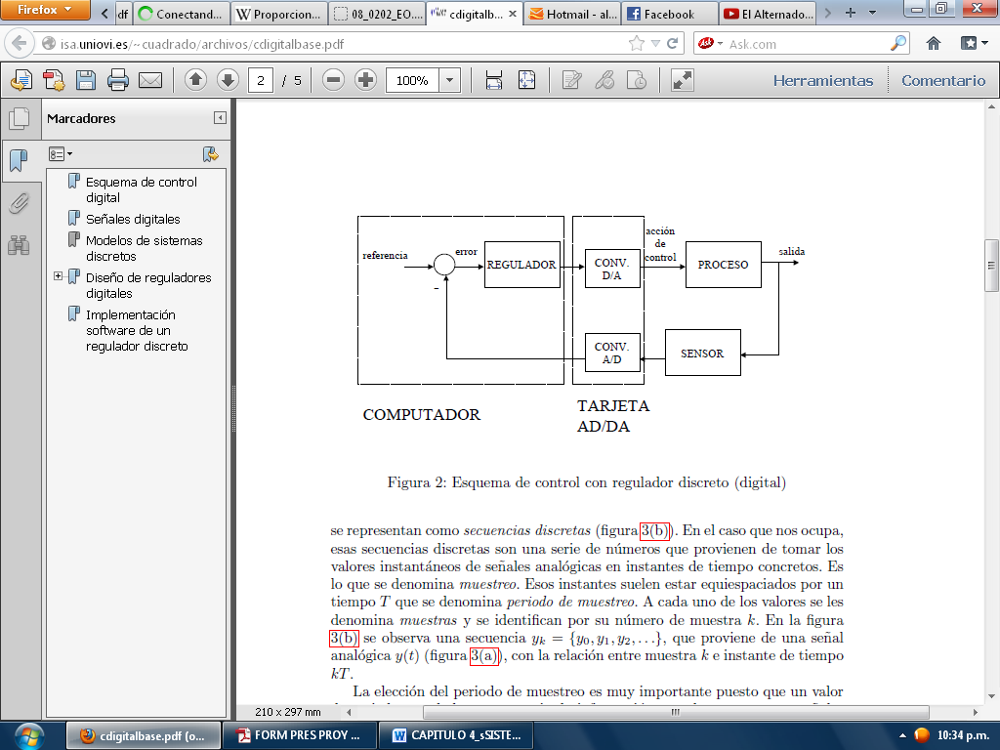 Firefox
df
Conectand...
Proporcion...
08_0202_EO....
cdigitalb...
Hotmail - al...
Facebook
El Alternado...
isa.uniovi.es/~cuadrado/archivos/cdigitalbase.pdf
Ask
Ask.com
2 / 5
100%
Herramientas
Comentario
Marcadores
Esquema de control
digital
Señales digitales
Modelos de sistemas
discretos
Diseño de reguladores
digitales
Implementación
software de un
regulador discreto
referencia
error
-
REGULADOR
CONV.
D/A
acción
de
control
PROCESO
salida
CONV.
A/D
SENSOR
COMPUTADOR
TARJETA
AD/DA
Figura 2: Esquema de control con regulador discreto (digital)
se representan como secuencias discretas (figura 3(b)). En el caso que nos ocupa,
esas secuencias discretas son una serie de números que provienen de tomar los
valores instantáneos de señales analógicas en instantes de tiempo concretos. Es
lo que se denomina muestreo. Esos instantes suelen estar equiespaciados por un
tiempo T que se denomina periodo de muestreo. A cada uno de los valores se les
denomina muestras y se identifican por su número de muestra k. En la figura
3(b) se observa una secuencia yₖ = {y₀, y₁, y₂, ...}, que proviene de una señal
analógica y(t) (figura 3(a)), con la relación entre muestra k e instante de tiempo
kT.
La elección del periodo de muestreo es muy importante puesto que un valor
210 x 297 mm
cdigitalbase.pdf (o...
FORM PRES PROY ...
CAPITULO 4_sSISTE...
10:34 p.m.